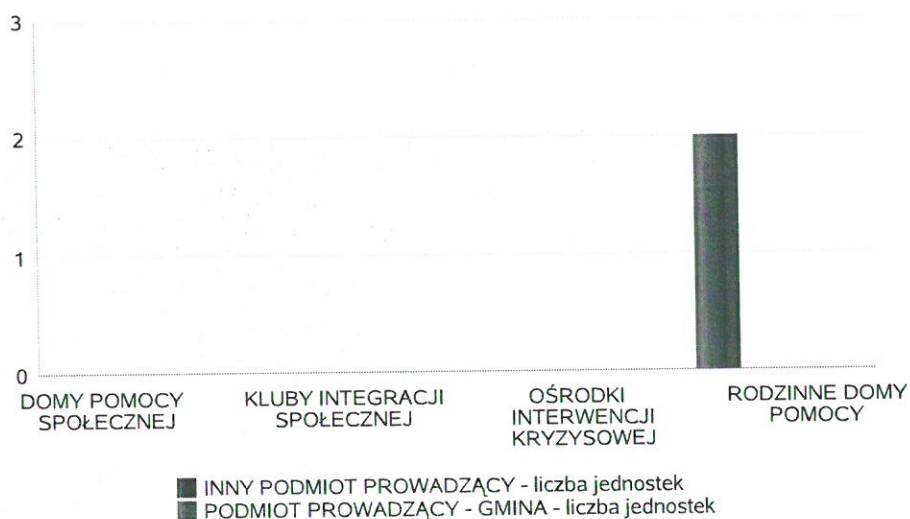 3
2
1
0
DOMY POMOCY
SPOŁECZNEJ
KLUBY INTEGRACJI
SPOŁECZNEJ
OŚRODKI
INTERWENCJI
KRYZYSOWEJ
RODZINNE DOMY
POMOCY
INNY PODMIOT PROWADZĄCY - liczba jednostek
PODMIOT PROWADZĄCY - GMINA - liczba jednostek